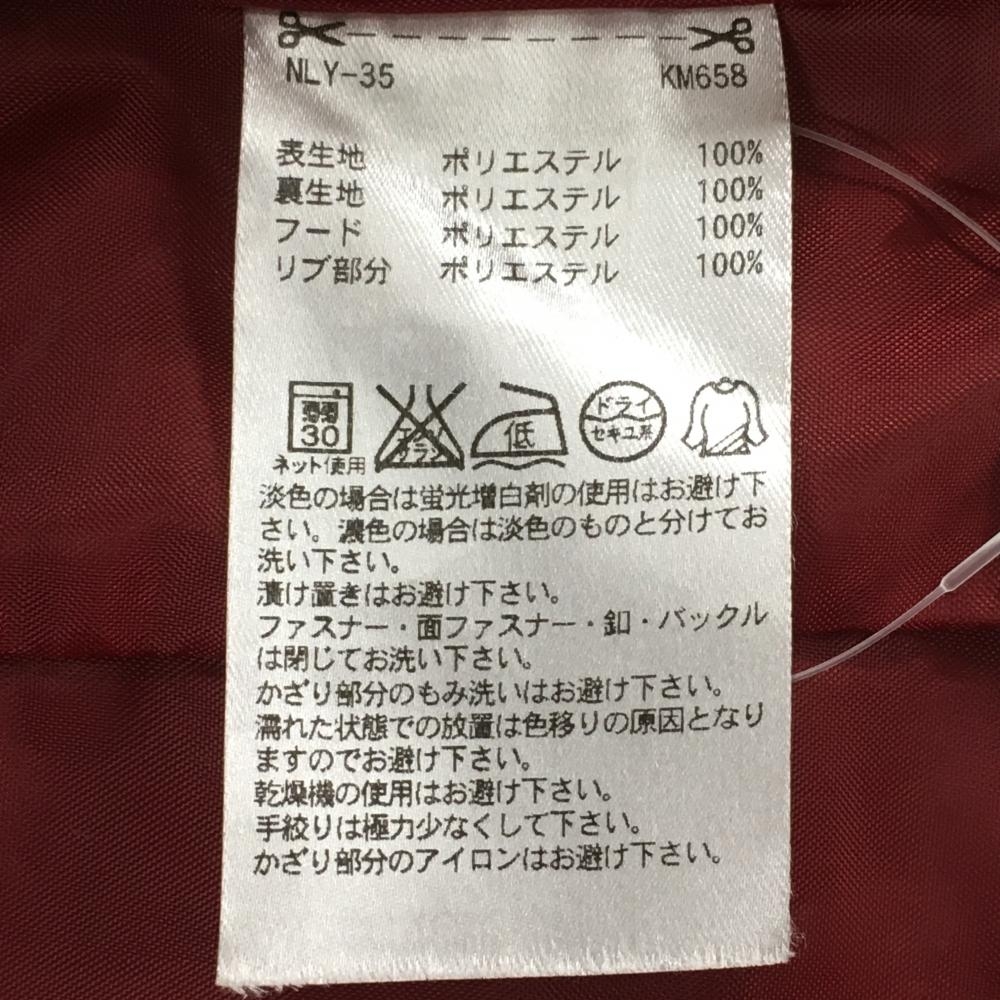 NLY-35 KM658
表生地 ポリエステル 100%
裏生地 ポリエステル 100%
フード ポリエステル 100%
リブ部分 ポリエステル 100%
弱 30 エンソ サラシ 低 ドライ セキユ系
ネット使用
淡色の場合は蛍光増白剤の使用はお避け下
さい。濃色の場合は淡色のものと分けてお
洗い下さい。
漬け置きはお避け下さい。
ファスナー・面ファスナー・釦・バックル
は閉じてお洗い下さい。
かざり部分のもみ洗いはお避け下さい。
濡れた状態での放置は色移りの原因となり
ますのでお避け下さい。
乾燥機の使用はお避け下さい。
手絞りは極力少なくして下さい。
かざり部分のアイロンはお避け下さい。